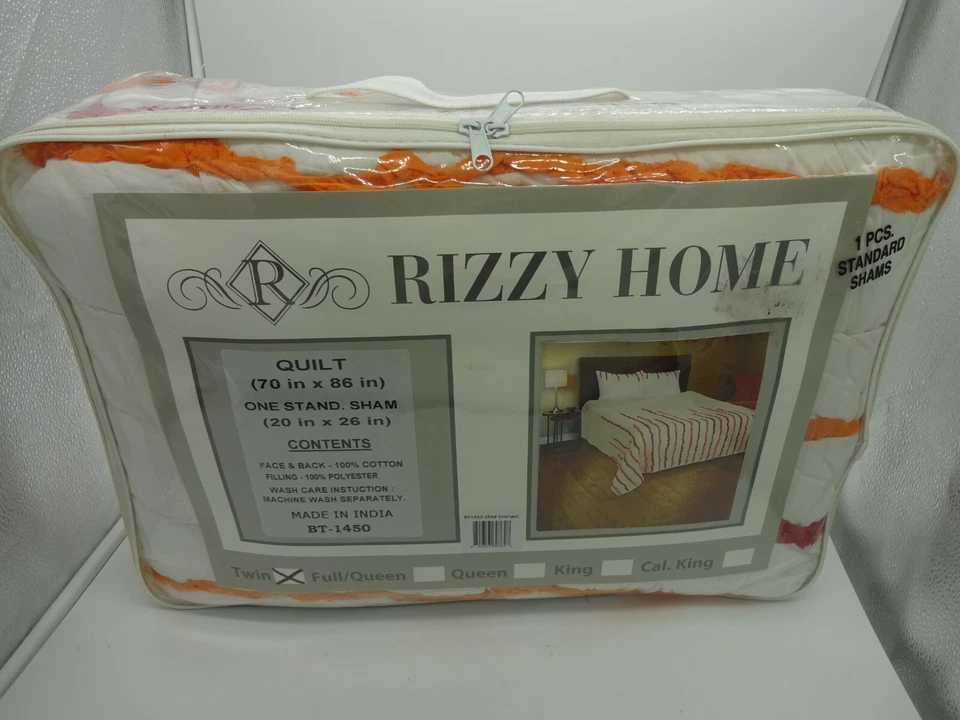 R
RIZZY HOME
1 PCS.
STANDARD
SHAMS
QUILT
(70 in x 86 in)
ONE STAND. SHAM
(20 in x 26 in)
CONTENTS
FACE & BACK - 100% COTTON
FILLING - 100% POLYESTER
WASH CARE INSTUCTION :
MACHINE WASH SEPARATELY.
MADE IN INDIA
BT-1450
Twin Full/Queen Queen King Cal. King